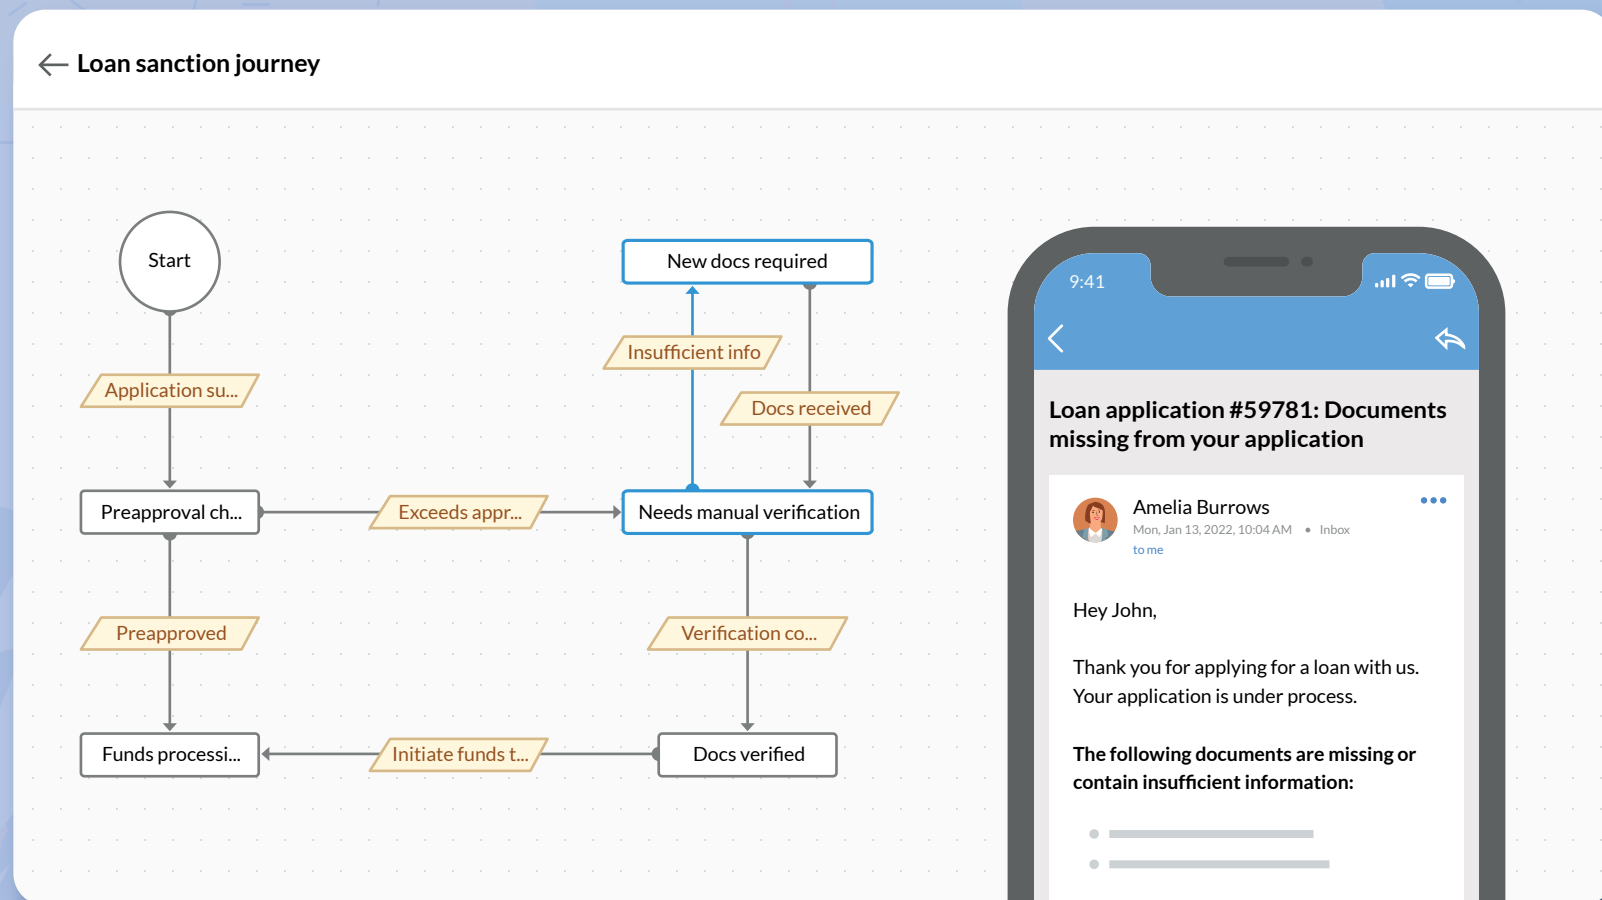 Loan sanction journey
Start
Application su...
Preapproval ch...
Exceeds appr...
Preapproved
Funds processi...
Initiate funds t...
New docs required
Insufficient info
Docs received
Needs manual verification
Verification co...
Docs verified
9:41
Loan application #59781: Documents
missing from your application
Amelia Burrows
Mon, Jan 13, 2022, 10:04 AM • Inbox
to me
Hey John,
Thank you for applying for a loan with us.
Your application is under process.
The following documents are missing or
contain insufficient information: